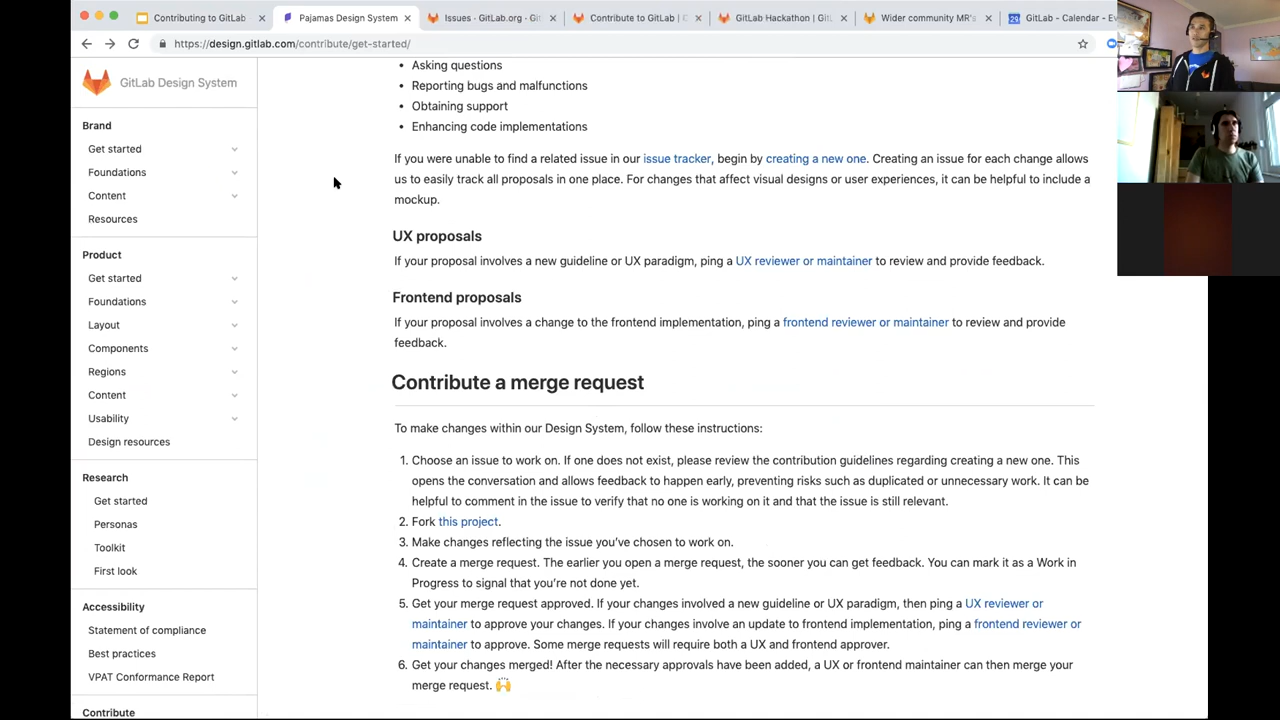 Contributing to GitLab
Pajamas Design System
Issues · GitLab.org · Git
Contribute to GitLab |
GitLab Hackathon | GitL
Wider community MR's
GitLab - Calendar - Ev
https://design.gitlab.com/contribute/get-started/
GitLab Design System
Brand
Get started
Foundations
Content
Resources
Product
Get started
Foundations
Layout
Components
Regions
Content
Usability
Design resources
Research
Get started
Personas
Toolkit
First look
Accessibility
Statement of compliance
Best practices
VPAT Conformance Report
Contribute
• Asking questions
• Reporting bugs and malfunctions
• Obtaining support
• Enhancing code implementations
If you were unable to find a related issue in our issue tracker, begin by creating a new one. Creating an issue for each change allows
us to easily track all proposals in one place. For changes that affect visual designs or user experiences, it can be helpful to include a
mockup.
UX proposals
If your proposal involves a new guideline or UX paradigm, ping a UX reviewer or maintainer to review and provide feedback.
Frontend proposals
If your proposal involves a change to the frontend implementation, ping a frontend reviewer or maintainer to review and provide
feedback.
Contribute a merge request
To make changes within our Design System, follow these instructions:
1. Choose an issue to work on. If one does not exist, please review the contribution guidelines regarding creating a new one. This
opens the conversation and allows feedback to happen early, preventing risks such as duplicated or unnecessary work. It can be
helpful to comment in the issue to verify that no one is working on it and that the issue is still relevant.
2. Fork this project.
3. Make changes reflecting the issue you've chosen to work on.
4. Create a merge request. The earlier you open a merge request, the sooner you can get feedback. You can mark it as a Work in
Progress to signal that you're not done yet.
5. Get your merge request approved. If your changes involved a new guideline or UX paradigm, then ping a UX reviewer or
maintainer to approve your changes. If your changes involve an update to frontend implementation, ping a frontend reviewer or
maintainer to approve. Some merge requests will require both a UX and frontend approver.
6. Get your changes merged! After the necessary approvals have been added, a UX or frontend maintainer can then merge your
merge request. 🙌